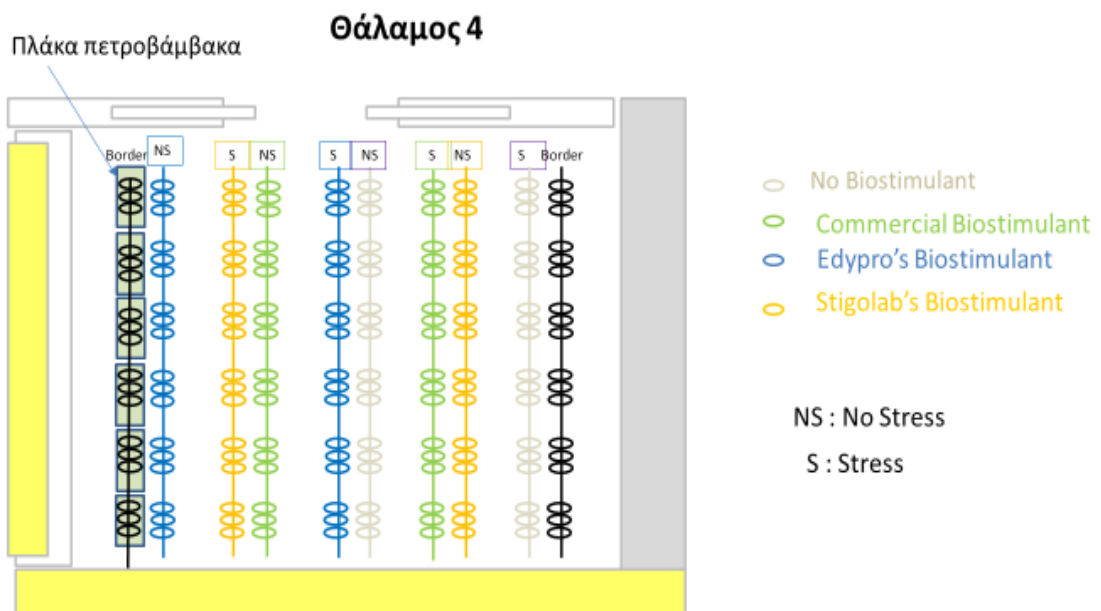 Θάλαμος 4
Πλάκα πετροβάμβακα
Border NS S NS S NS S NS S Border
No Biostimulant
Commercial Biostimulant
Edypro's Biostimulant
Stigolab's Biostimulant
NS : No Stress
S : Stress